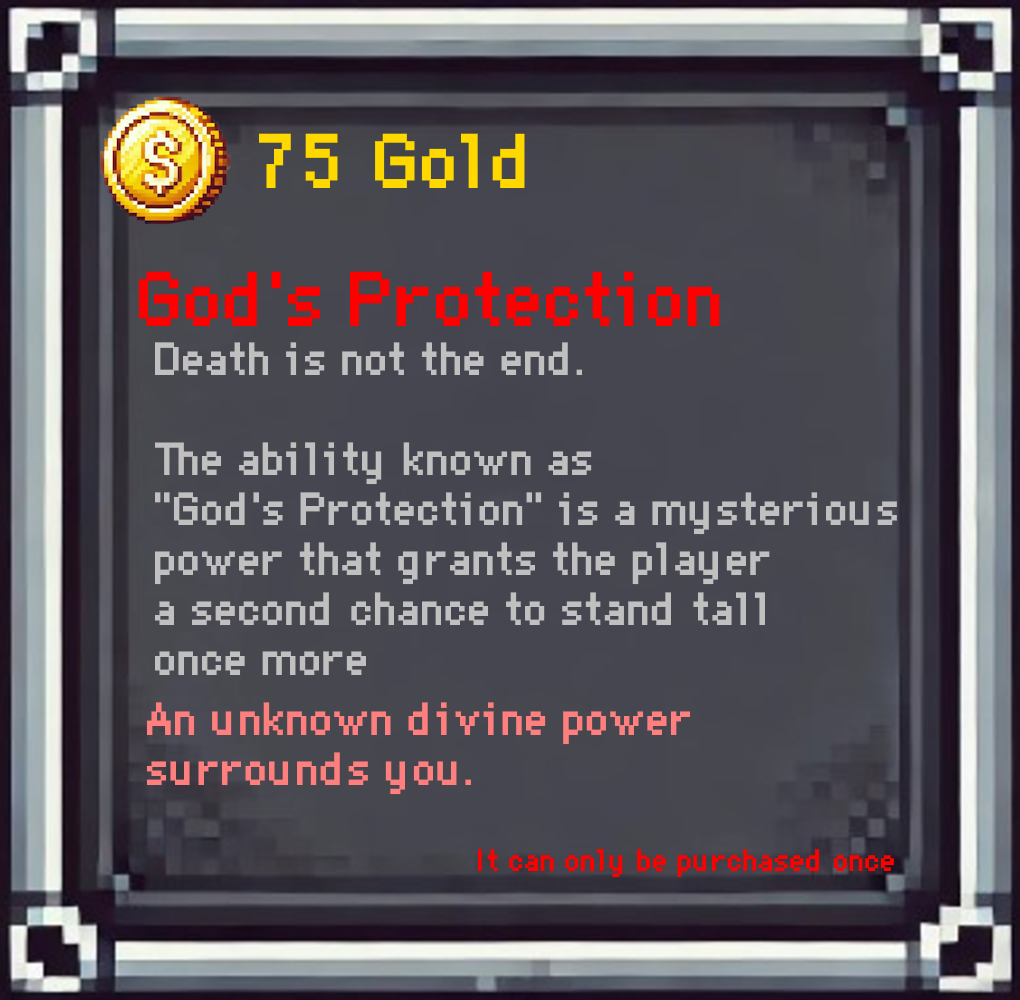 $
75 Gold
God's Protection
Death is not the end.
The ability known as
"God's Protection" is a mysterious
power that grants the player
a second chance to stand tall
once more
An unknown divine power
surrounds you.
It can only be purchased once